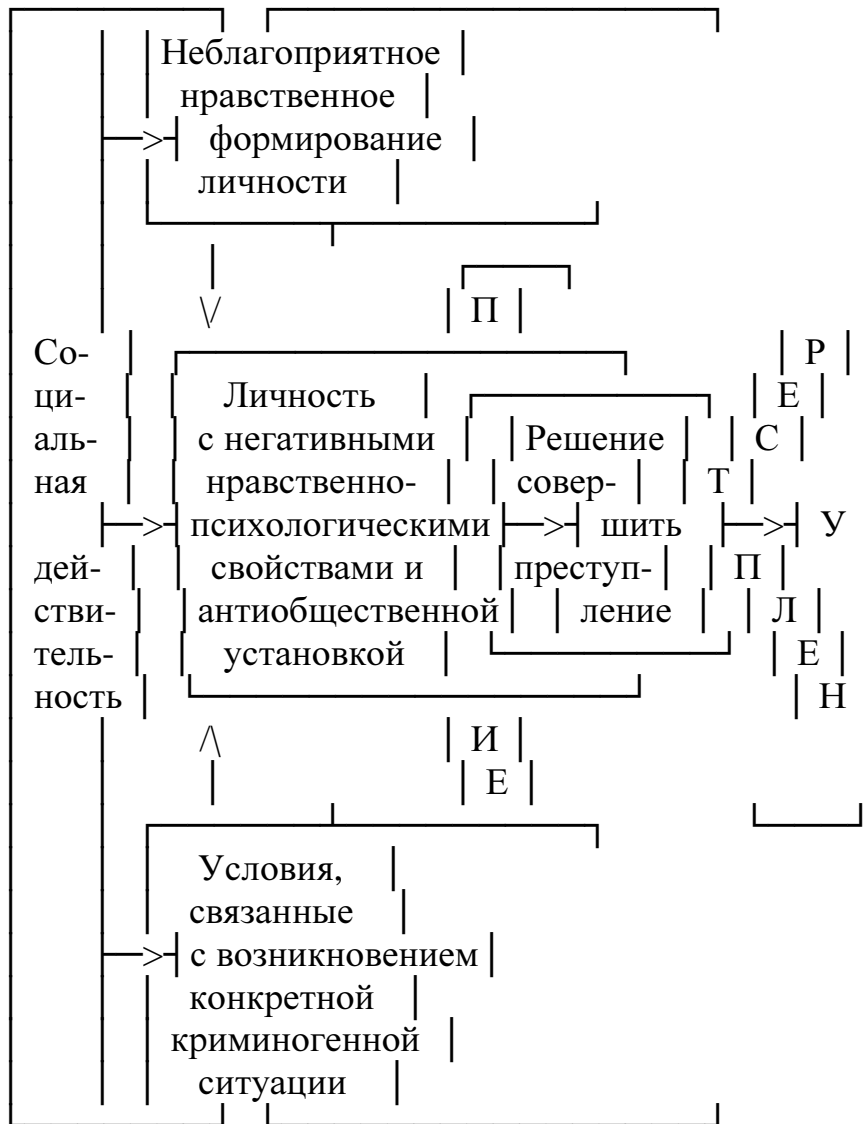 Неблагоприятное
нравственное
формирование
личности
П
Со- Р
ци- Личность Е
аль- с негативными Решение С
ная нравственно- совер- Т
психологическими шить У
дей- свойствами и преступ- П
стви- антиобщественной ление Л
тель- установкой Е
ность Н
И
Е
Условия,
связанные
с возникновением
конкретной
криминогенной
ситуации